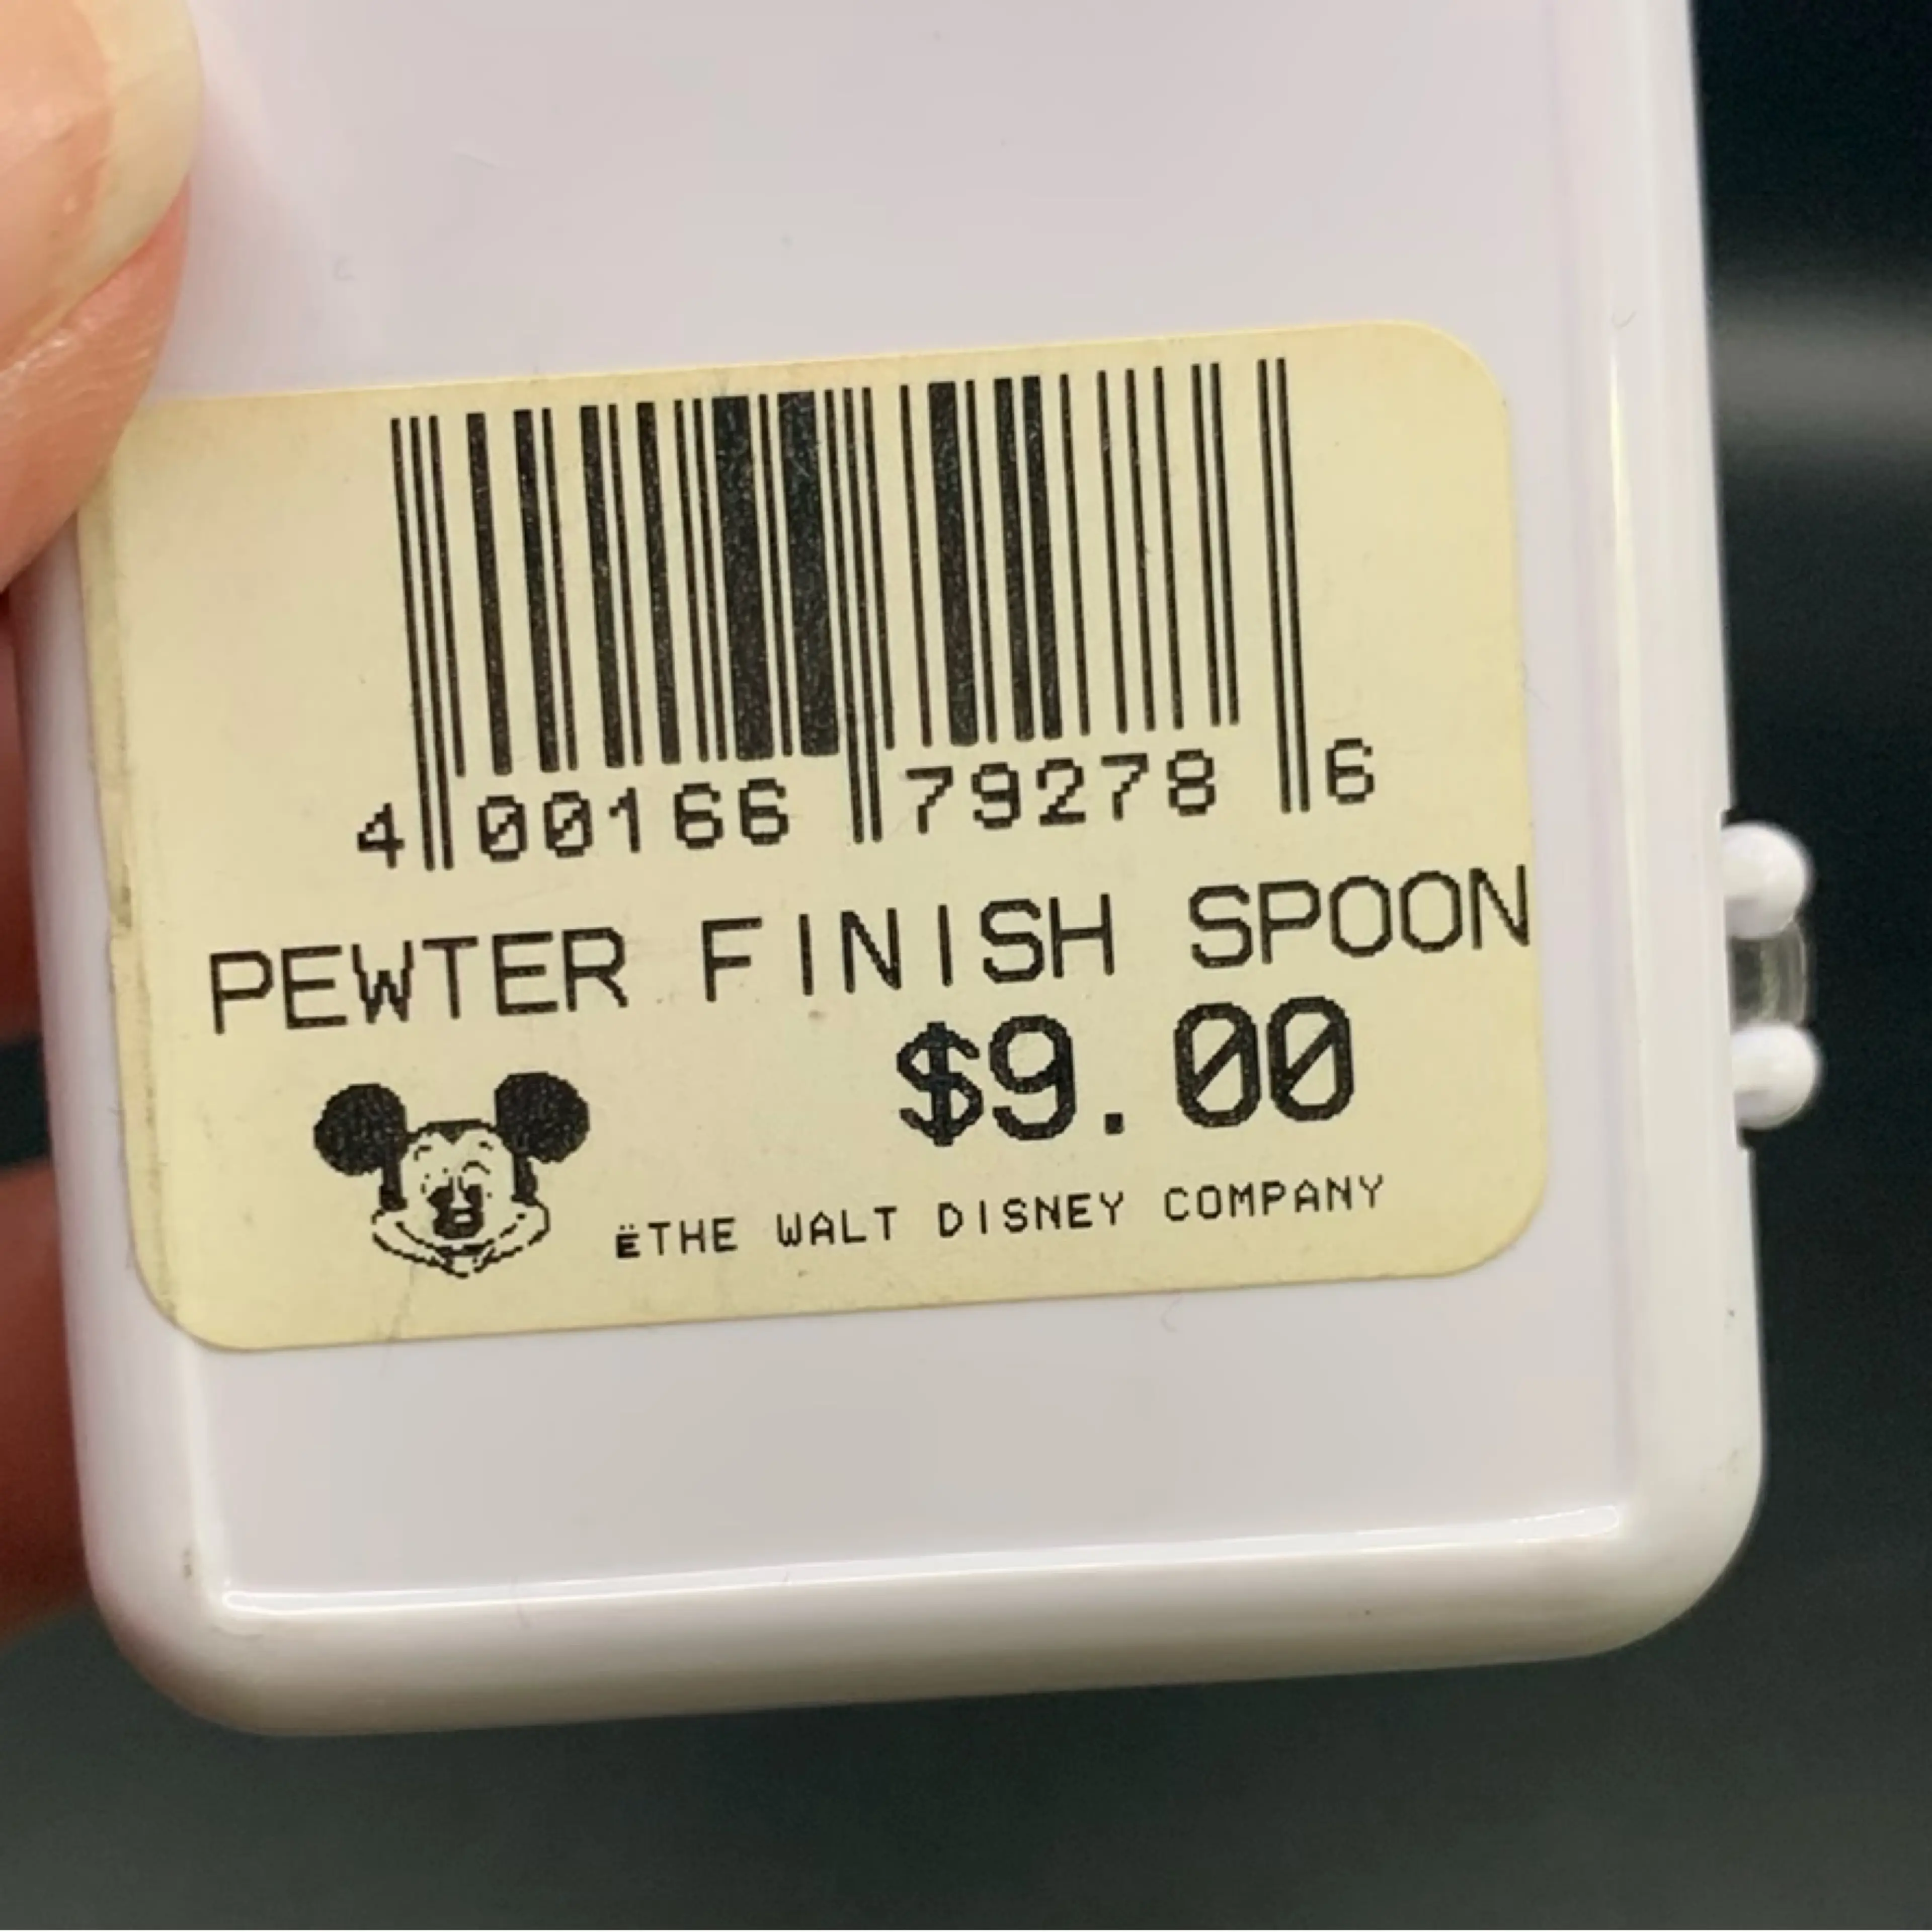 4 00166 79278 6
PEWTER FINISH SPOON
$9.00
ËTHE WALT DISNEY COMPANY